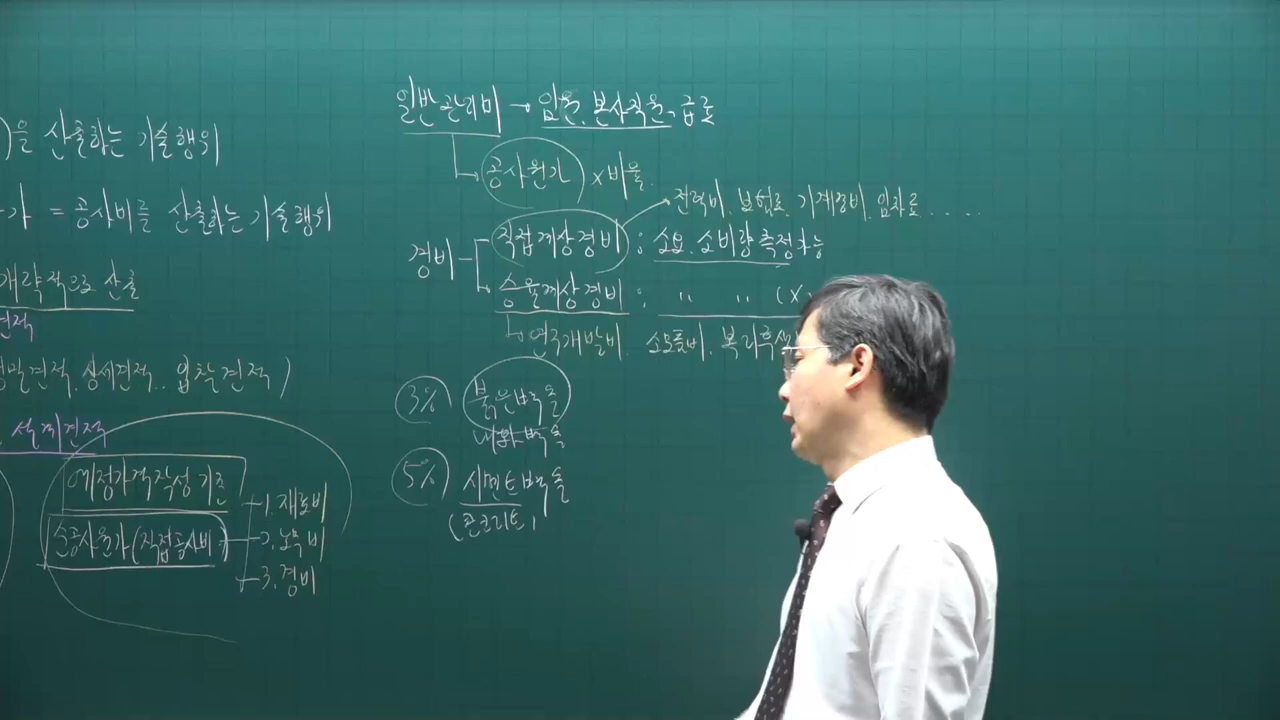 )을 산출하는 기술행위
가 = 공사비를 산출하는 기술행위
개략적으로 산출
견적
정밀견적, 상세견적.. 입찰견적)
설계견적
예정가격작성 기준
순공사원가(직접공사비)
1. 재료비
2. 노무비
3. 경비
일반관리비 → 임원, 본사직원, 급료
공사원가 × 비율.
전력비, 보험료, 기계경비, 임차료 . . . . .
경비
직접계상경비 : 소요, 소비량 측정가능
승율계상경비 : 〃 〃 (X
연구개발비, 소모품비, 복리후생
3% 붉은벽돌
내화벽돌
5% 시멘트벽돌
(콘크리트)